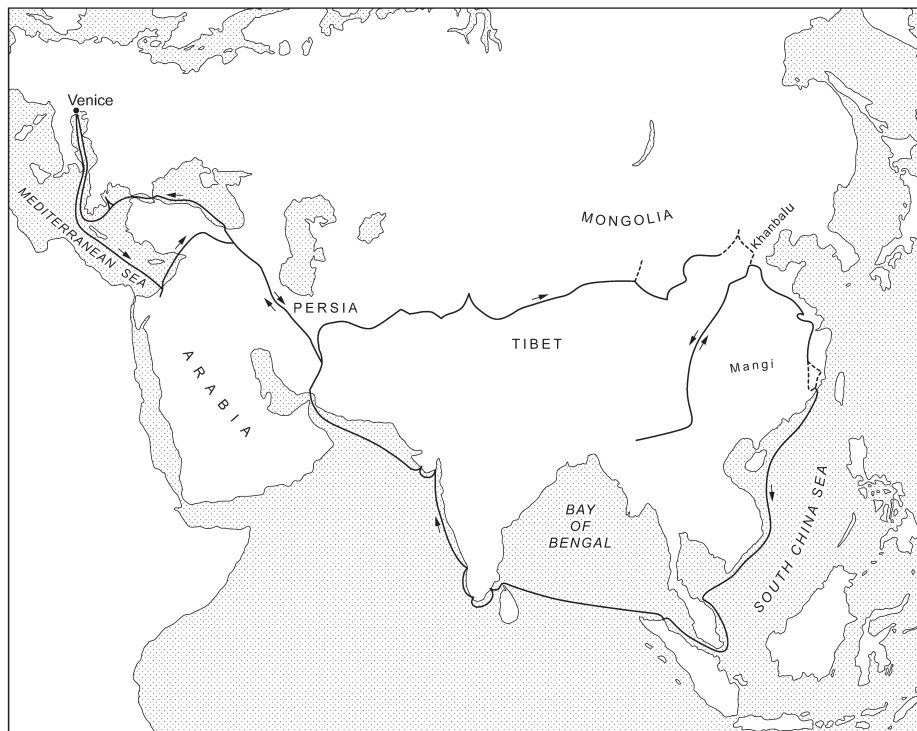 Venice
MEDITERRANEAN SEA
MONGOLIA
Khanbalu
PERSIA
TIBET
Mangi
ARABIA
BAY
OF
BENGAL
SOUTH CHINA SEA